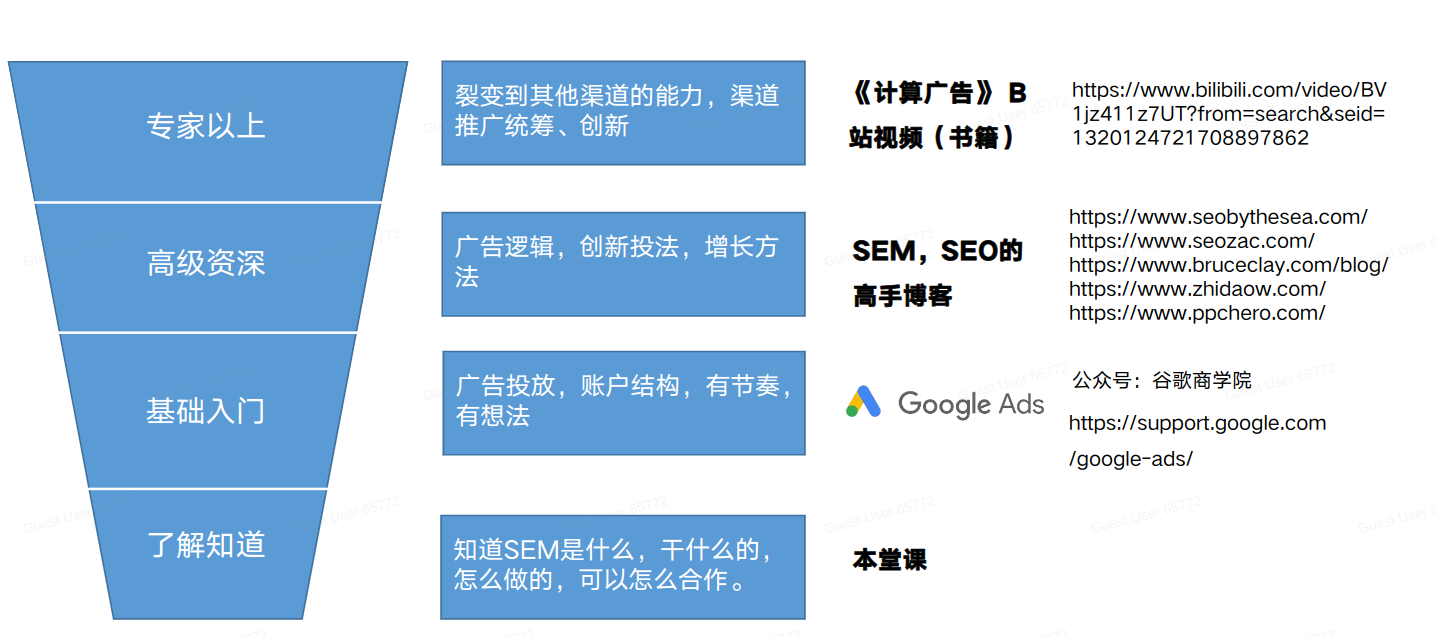 专家以上
裂变到其他渠道的能力，渠道
推广统筹、创新
《计算广告》 B
站视频（书籍）
https://www.bilibili.com/video/BV
1jz411z7UT?from=search&seid=
13201247217088978​62
高级资深
广告逻辑，创新投法，增长方
法
SEM，SEO的
高手博客
https://www.seobythesea.com/
https://www.seozac.com/
https://www.bruceclay.com/blog/
https://www.zhidaow.com/
https://www.ppchero.com/
基础入门
广告投放，账户结构，有节奏，
有想法
Google Ads
公众号：谷歌商学院
https://support.google.com
/google-ads/
了解知道
知道SEM是什么，干什么的，
怎么做的，可以怎么合作。
本堂课
Guest User 65772